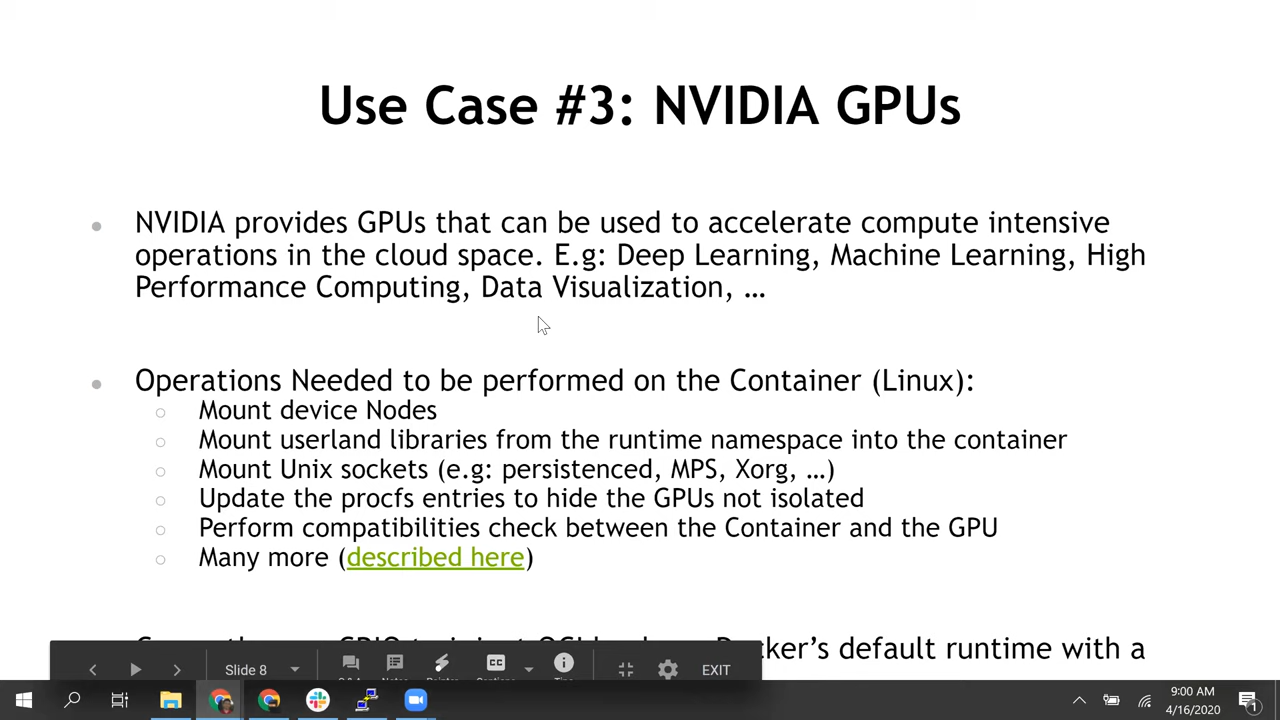 Use Case #3: NVIDIA GPUs
NVIDIA provides GPUs that can be used to accelerate compute intensive
operations in the cloud space. E.g: Deep Learning, Machine Learning, High
Performance Computing, Data Visualization, …
Operations Needed to be performed on the Container (Linux):
Mount device Nodes
Mount userland libraries from the runtime namespace into the container
Mount Unix sockets (e.g: persistenced, MPS, Xorg, …)
Update the procfs entries to hide the GPUs not isolated
Perform compatibilities check between the Container and the GPU
Many more (described here)
default runtime with a
Slide 8
EXIT
9:00 AM
4/16/2020
1